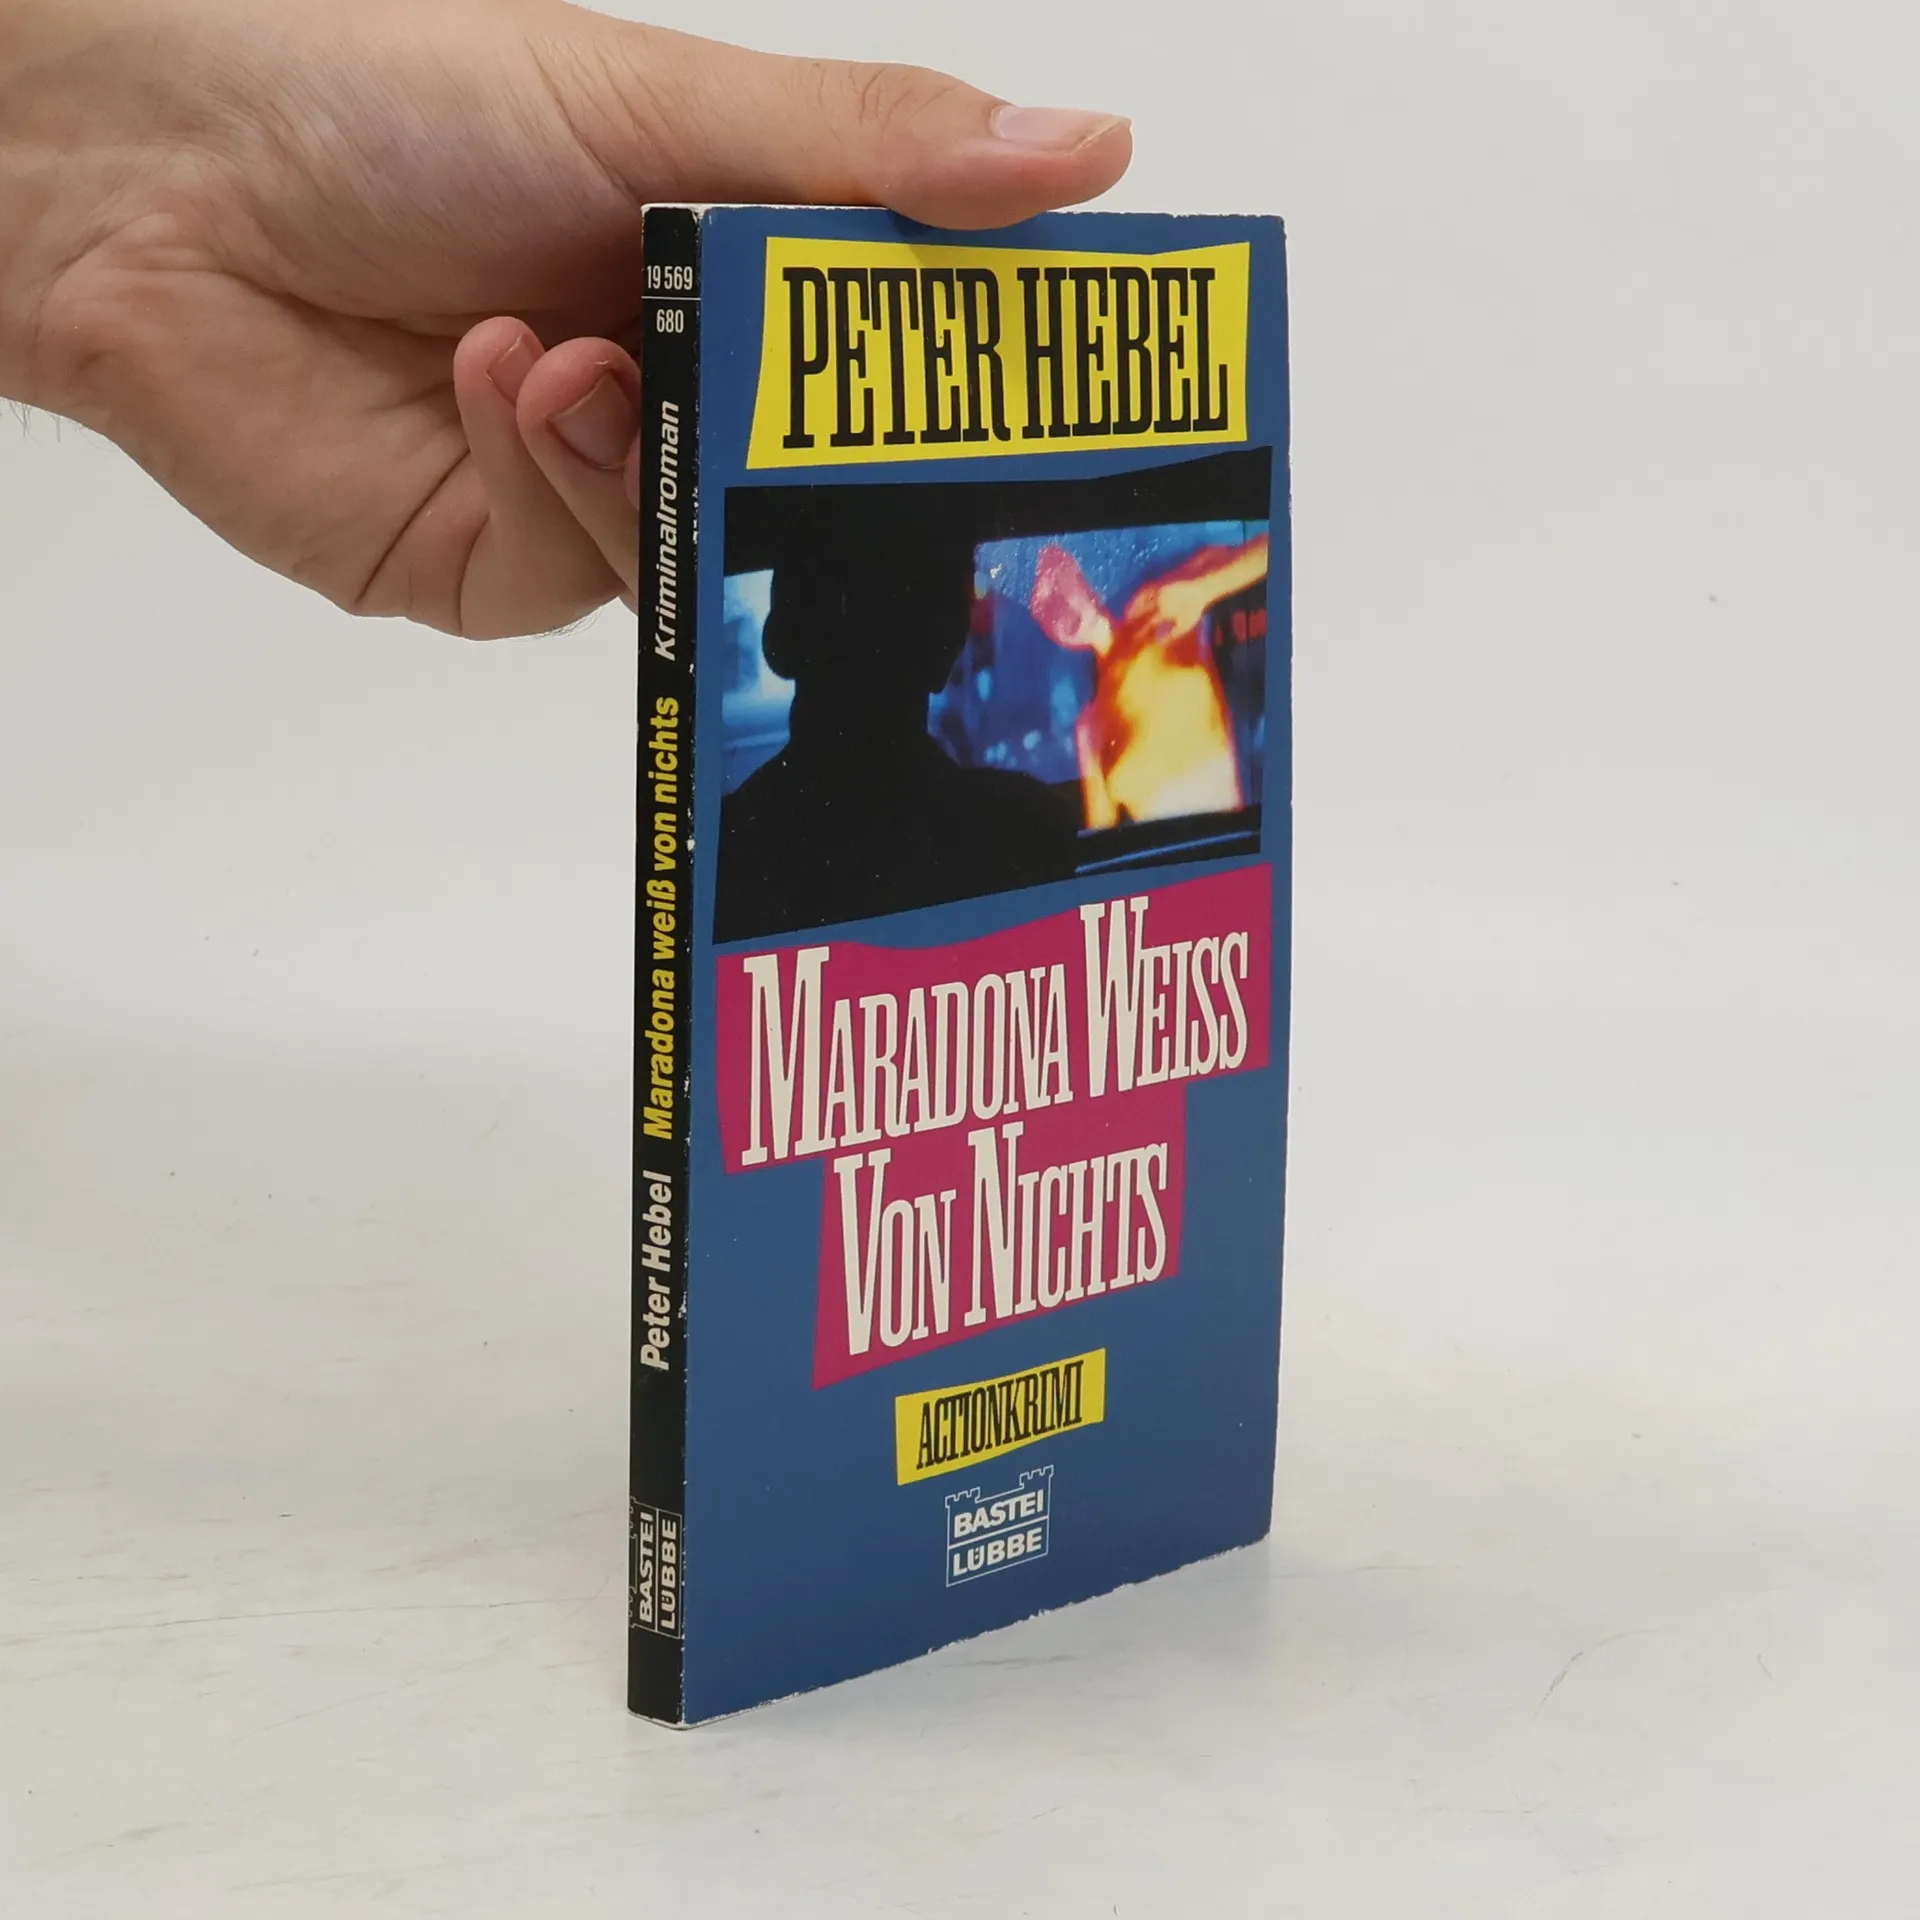 PETER HEBEL
MARADONA WEISS
VON NICHTS
ACTIONKRIMI
BASTEI
LÜBBE
19 569
680
Peter Hebel Maradona weiß von nichts Kriminalroman
BASTEI
LÜBBE